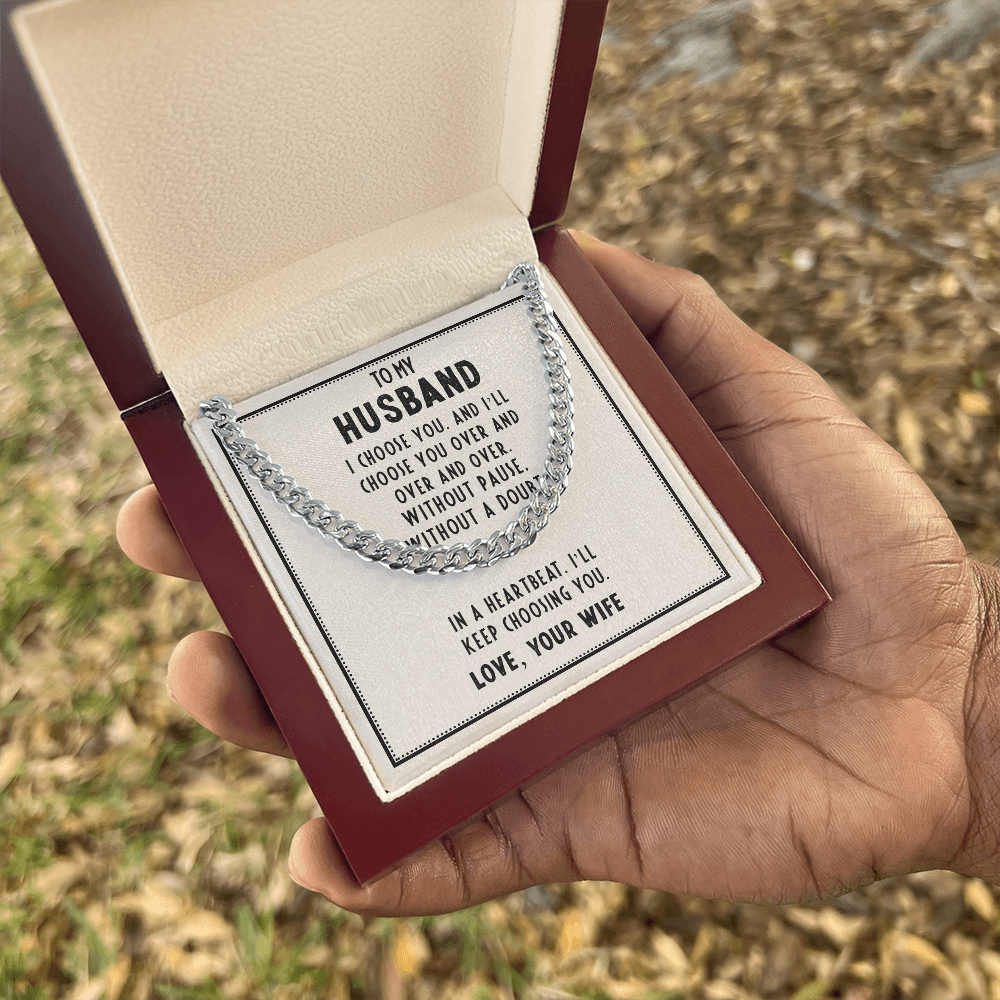 TO MY
HUSBAND
I CHOOSE YOU. AND I'LL
CHOOSE YOU OVER AND
OVER AND OVER.
WITHOUT PAUSE,
WITHOUT A DOUBT
IN A HEARTBEAT. I'LL
KEEP CHOOSING YOU.
LOVE, YOUR WIFE